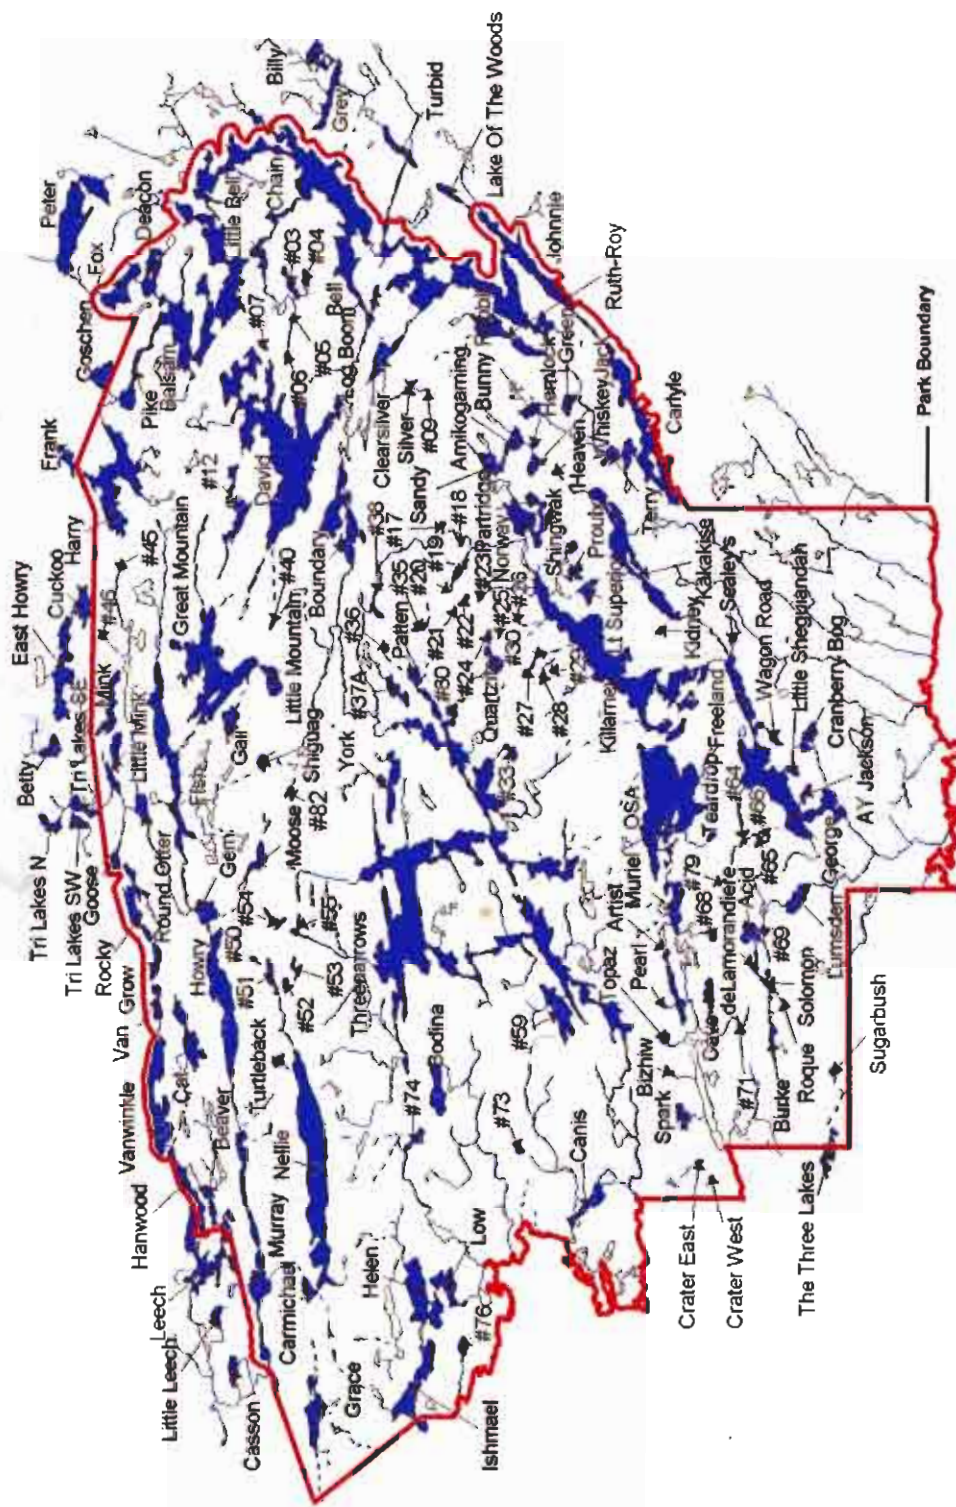 Peter
Fox
Deacon
Goschen
Little Bell
Chain
Billy
Grey
Turbid
Lake Of The Woods
Frank
Pike
Balsam
#07
#03
#04
#05
#06
Bell
Log Boom
Johnnie
Ruth-Roy
Harry
#12
David
Clearsilver
Silver
#09
Sandy
Amikogaming
Bunny
Hemlock
Green
East Howry
Cuckoo
#46
#45
Great Mountain
#40
Boundary
#38
#17
#18
#19
Partridge
Norway
Heaven
Whiskey Jack
Carlyle
Terry
Betty
Tri Lakes SE
Mink
Little Mink
Little Mountain
#36
#37A
Patten
#35
#20
#21
#22
#23
#24
#25
#26
#30
#30
Shingwak
Prouty
Kakakise
Park Boundary
Tri Lakes N
Tri Lakes SW
Goose
Rocky
Round Otter
Fish
Gail
Gem
Shiguag
York
Quartzite
#27
#28
#29
#33
Killarney
Kidney
Sealey's
Wagon Road
Little Sheguiandah
Cranberry Bog
Van
Grow
Howry
#50
#51
#54
#55
#52
#53
Moose
#82
Threenarrows
Artist
Muriel
OSA
Teardrop
Freeland
#64
#66
#65
George
AY Jackson
Vanwinkle
Cat
Beaver
Turtleback
Bodina
#59
Topaz
Pearl
#79
#68
deLamorandiere
Acid
#69
Lumsden
Hanwood
Murray
Nellie
#74
#73
Bizhiw
Spark
Cave
#71
Burke
Roque
Solomon
Sugarbush
Leech
Little Leech
Casson
Carmichael
Helen
Low
Canis
Crater East
Crater West
The Three Lakes
Grace
#76
Ishmael